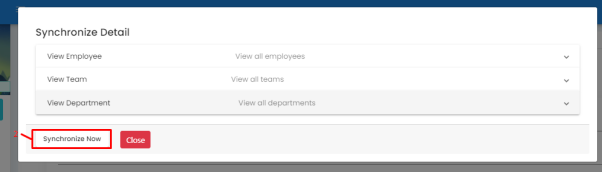 Synchronize Detail
View Employee View all employees
View Team View all teams
View Department View all departments
Synchronize Now Close